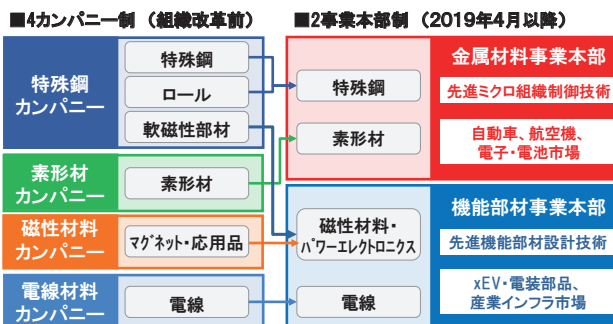 ■4カンパニー制（組織改革前）
■2事業本部制（2019年4月以降）
特殊鋼
カンパニー
特殊鋼
ロール
軟磁性部材
素形材
カンパニー
素形材
磁性材料
カンパニー
マグネット・応用品
電線材料
カンパニー
電線
特殊鋼
素形材
金属材料事業本部
先進ミクロ組織制御技術
自動車、航空機、
電子・電池市場
磁性材料・
パワーエレクトロニクス
電線
機能部材事業本部
先進機能部材設計技術
xEV・電装部品、
産業インフラ市場